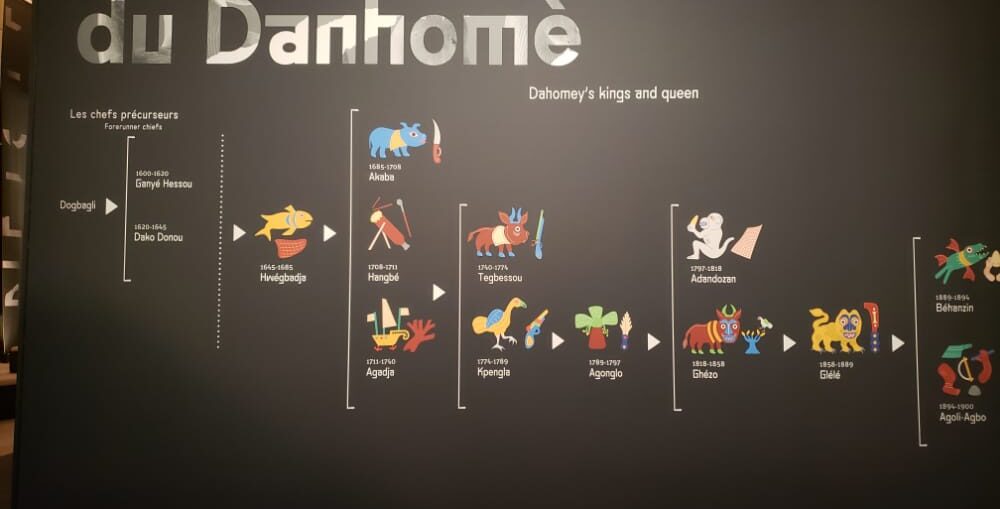 du Danhomè
Dahomey's kings and queen
Les chefs précurseurs
Forerunner chiefs
Dogbagli
1600-1620
Ganyé Hessou
1620-1645
Dako Donou
1645-1685
Hwégbadja
1685-1708
Akaba
1708-1711
Hangbé
1711-1740
Agadja
1740-1774
Tegbessou
1774-1789
Kpengla
1789-1797
Agonglo
1797-1818
Adandozan
1818-1858
Ghézo
1858-1889
Glélé
1889-1894
Béhanzin
1894-1900
Agoli-Agbo